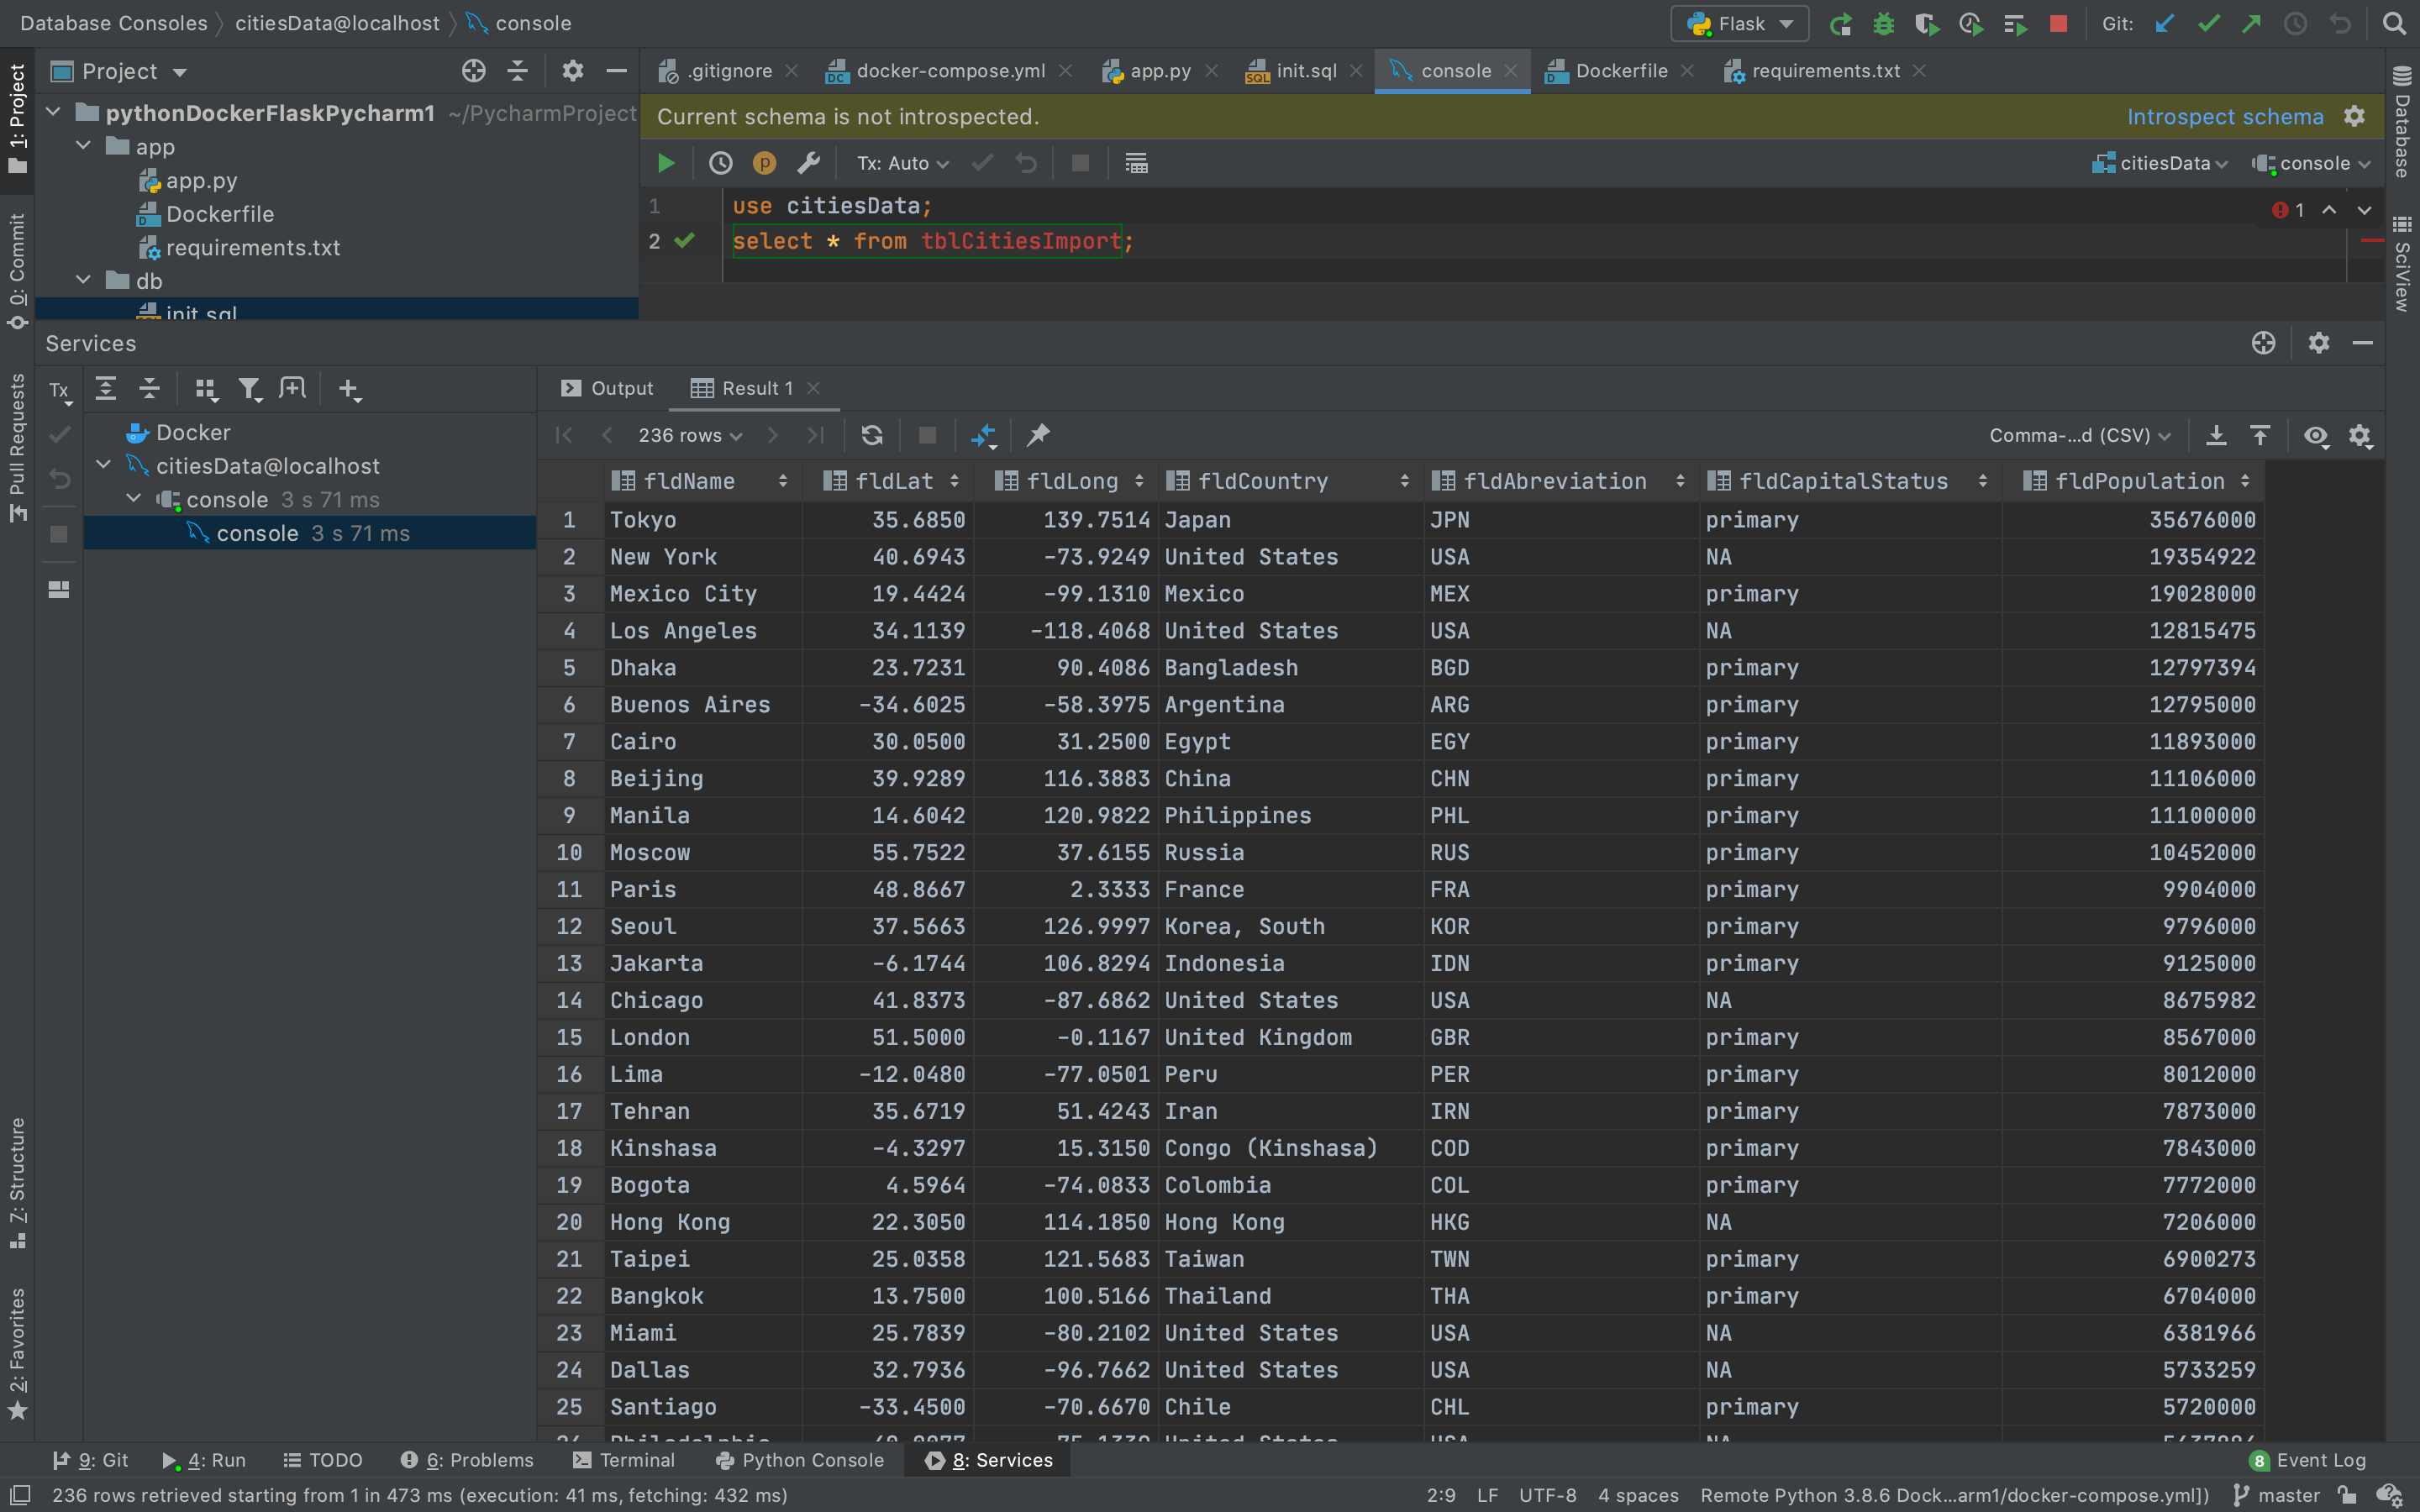 Database Consoles citiesData@localhost console Flask Git:
Project
.gitignore docker-compose.yml app.py init.sql console Dockerfile requirements.txt
pythonDockerFlaskPycharm1 ~/PycharmProject
app
app.py
Dockerfile
requirements.txt
db
init.sql
Current schema is not introspected. Introspect schema
Tx: Auto citiesData console
1 use citiesData;
2 select * from tblCitiesImport;
1
1: Project
0: Commit
Pull Requests
7: Structure
2: Favorites
Database
SciView
Services
Tx
Docker
citiesData@localhost
console 3 s 71 ms
console 3 s 71 ms
Output Result 1
236 rows Comma-...d (CSV)
fldName fldLat fldLong fldCountry fldAbreviation fldCapitalStatus fldPopulation
1 Tokyo 35.6850 139.7514 Japan JPN primary 35676000
2 New York 40.6943 -73.9249 United States USA NA 19354922
3 Mexico City 19.4424 -99.1310 Mexico MEX primary 19028000
4 Los Angeles 34.1139 -118.4068 United States USA NA 12815475
5 Dhaka 23.7231 90.4086 Bangladesh BGD primary 12797394
6 Buenos Aires -34.6025 -58.3975 Argentina ARG primary 12795000
7 Cairo 30.0500 31.2500 Egypt EGY primary 11893000
8 Beijing 39.9289 116.3883 China CHN primary 11106000
9 Manila 14.6042 120.9822 Philippines PHL primary 11100000
10 Moscow 55.7522 37.6155 Russia RUS primary 10452000
11 Paris 48.8667 2.3333 France FRA primary 9904000
12 Seoul 37.5663 126.9997 Korea, South KOR primary 9796000
13 Jakarta -6.1744 106.8294 Indonesia IDN primary 9125000
14 Chicago 41.8373 -87.6862 United States USA NA 8675982
15 London 51.5000 -0.1167 United Kingdom GBR primary 8567000
16 Lima -12.0480 -77.0501 Peru PER primary 8012000
17 Tehran 35.6719 51.4243 Iran IRN primary 7873000
18 Kinshasa -4.3297 15.3150 Congo (Kinshasa) COD primary 7843000
19 Bogota 4.5964 -74.0833 Colombia COL primary 7772000
20 Hong Kong 22.3050 114.1850 Hong Kong HKG NA 7206000
21 Taipei 25.0358 121.5683 Taiwan TWN primary 6900273
22 Bangkok 13.7500 100.5166 Thailand THA primary 6704000
23 Miami 25.7839 -80.2102 United States USA NA 6381966
24 Dallas 32.7936 -96.7662 United States USA NA 5733259
25 Santiago -33.4500 -70.6670 Chile CHL primary 5720000
9: Git 4: Run TODO 6: Problems Terminal Python Console 8: Services 8 Event Log
236 rows retrieved starting from 1 in 473 ms (execution: 41 ms, fetching: 432 ms) 2:9 LF UTF-8 4 spaces Remote Python 3.8.6 Dock...arm1/docker-compose.yml]) master